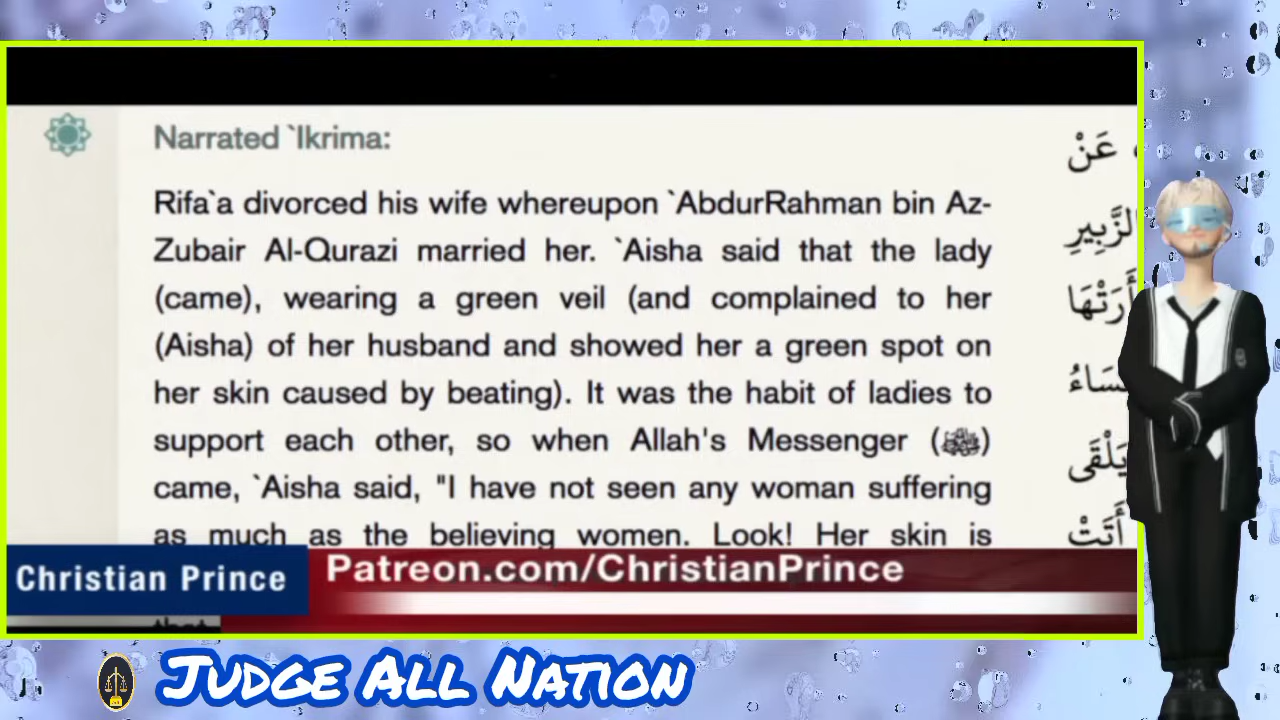 Narrated `Ikrima:
Rifa`a divorced his wife whereupon `AbdurRahman bin Az-
Zubair Al-Qurazi married her. `Aisha said that the lady
(came), wearing a green veil (and complained to her
(Aisha) of her husband and showed her a green spot on
her skin caused by beating). It was the habit of ladies to
support each other, so when Allah's Messenger (ﷺ)
came, `Aisha said, "I have not seen any woman suffering
as much as the believing women. Look! Her skin is
عَنْ
الزَّبِيرِ
يَلْقَى
Christian Prince
Patreon.com/ChristianPrince
JUDGE ALL NATION